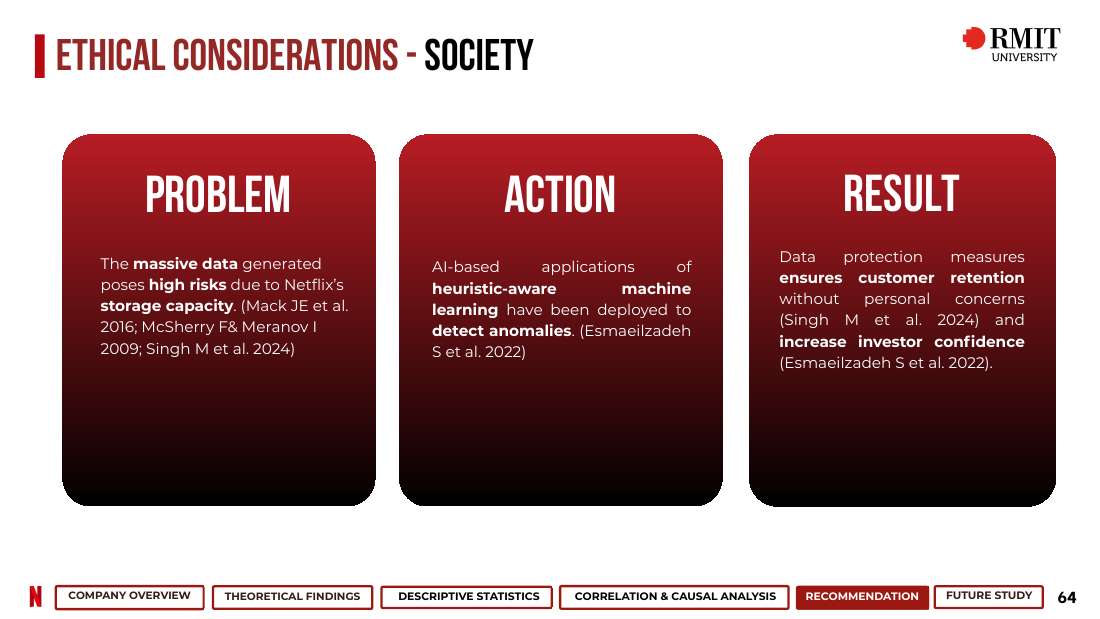 ETHICAL CONSIDERATIONS - SOCIETY
RMIT
UNIVERSITY
PROBLEM
The massive data generated
poses high risks due to Netflix's
storage capacity. (Mack JE et al.
2016; McSherry F& Meranov I
2009; Singh M et al. 2024)
ACTION
AI-based applications of
heuristic-aware machine
learning have been deployed to
detect anomalies. (Esmaeilzadeh
S et al. 2022)
RESULT
Data protection measures
ensures customer retention
without personal concerns
(Singh M et al. 2024) and
increase investor confidence
(Esmaeilzadeh S et al. 2022).
N
COMPANY OVERVIEW
THEORETICAL FINDINGS
DESCRIPTIVE STATISTICS
CORRELATION & CAUSAL ANALYSIS
RECOMMENDATION
FUTURE STUDY
64